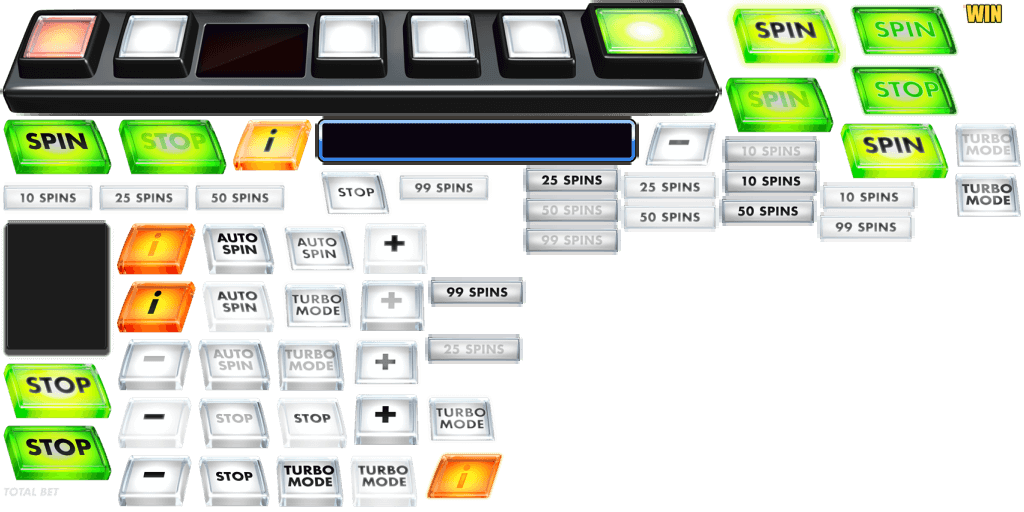 WIN
SPIN
SPIN
SPIN
STOP
SPIN
STOP
i
-
10 SPINS
SPIN
TURBO
MODE
10 SPINS
25 SPINS
50 SPINS
STOP
99 SPINS
25 SPINS
25 SPINS
10 SPINS
10 SPINS
TURBO
MODE
50 SPINS
50 SPINS
50 SPINS
99 SPINS
99 SPINS
i
AUTO
SPIN
AUTO
SPIN
+
i
AUTO
SPIN
TURBO
MODE
+
99 SPINS
-
AUTO
SPIN
TURBO
MODE
+
25 SPINS
STOP
-
STOP
STOP
+
TURBO
MODE
STOP
-
STOP
TURBO
MODE
TURBO
MODE
i
TOTAL BET